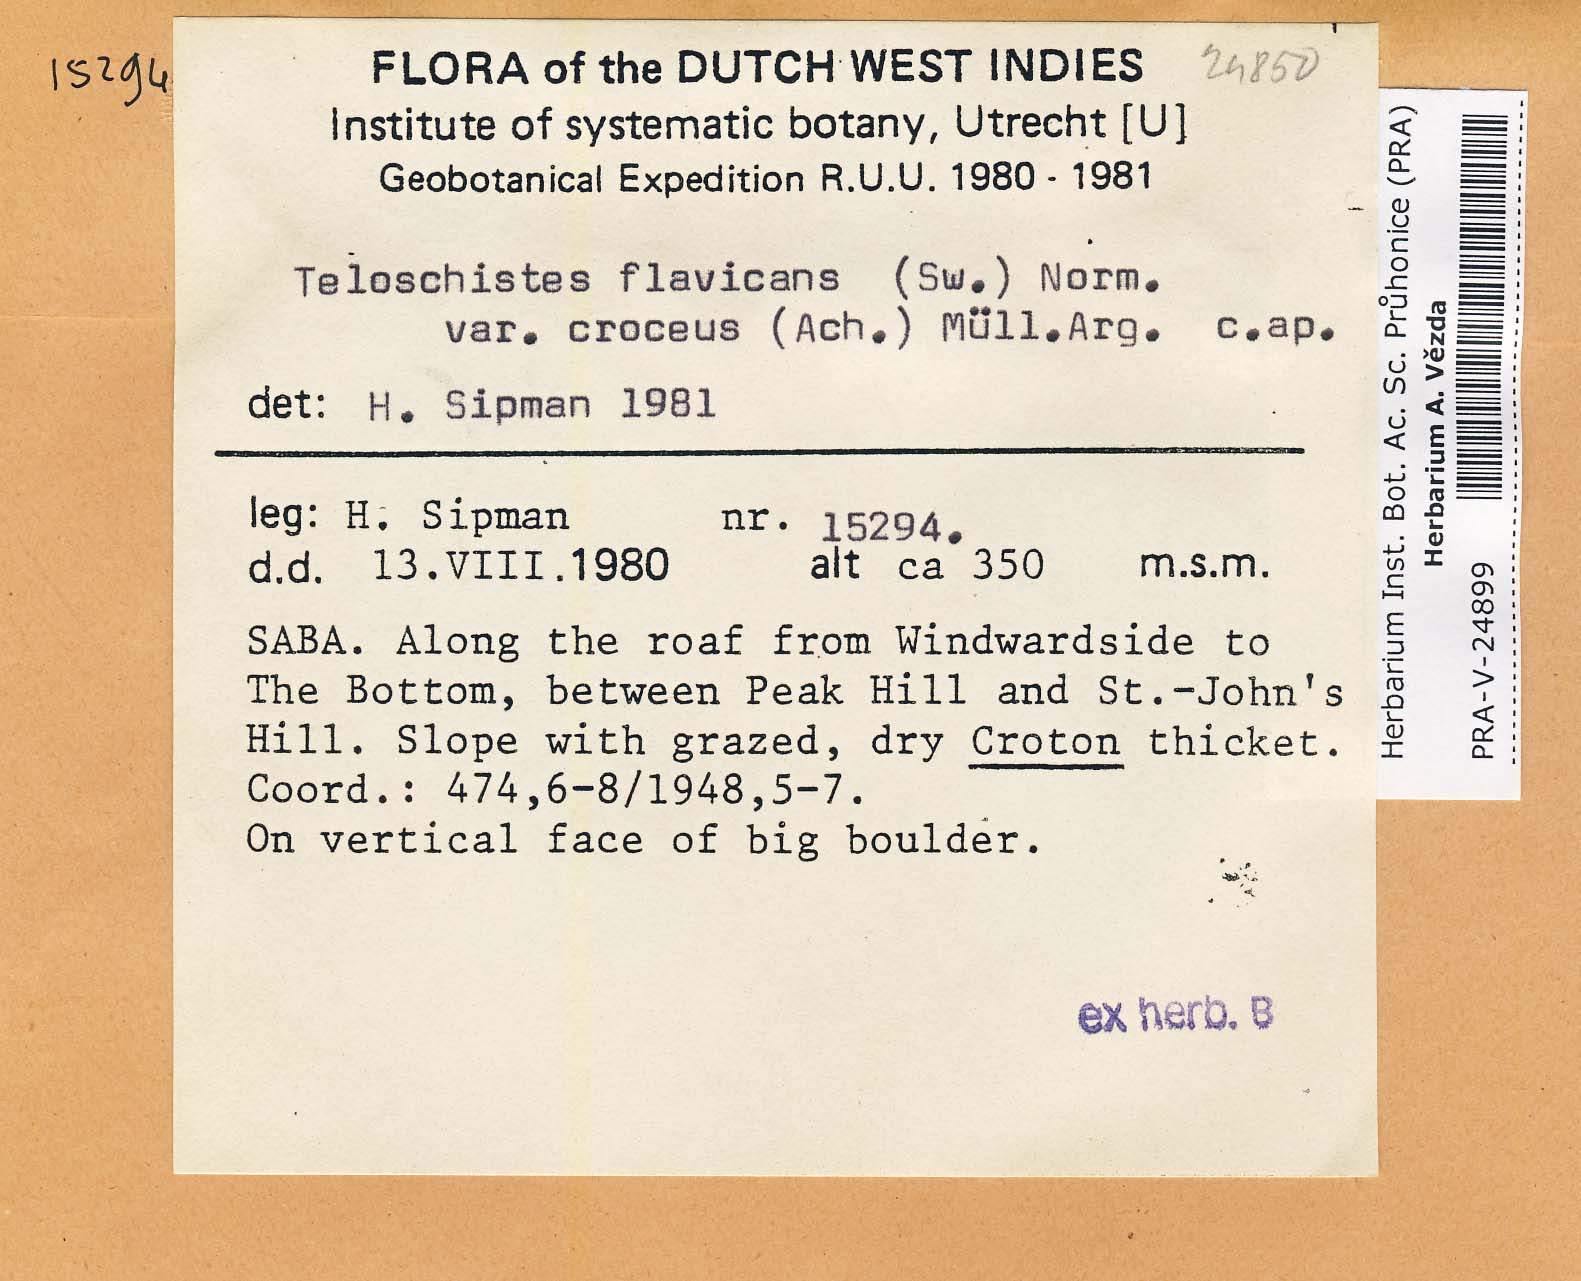 15294
FLORA of the DUTCH WEST INDIES
24850
Institute of systematic botany, Utrecht [U]
Geobotanical Expedition R.U.U. 1980 - 1981
Teloschistes flavicans (Sw.) Norm.
var. croceus (Ach.) Müll.Arg. c.ap.
det: H. Sipman 1981
leg: H. Sipman nr. 15294.
d.d. 13.VIII.1980 alt ca 350 m.s.m.
SABA. Along the roaf from Windwardside to
The Bottom, between Peak Hill and St.-John's
Hill. Slope with grazed, dry Croton thicket.
Coord.: 474,6-8/1948,5-7.
On vertical face of big boulder.
ex herb. B
Herbarium Inst. Bot. Ac. Sc. Průhonice (PRA)
Herbarium A. Vězda
PRA-V-24899